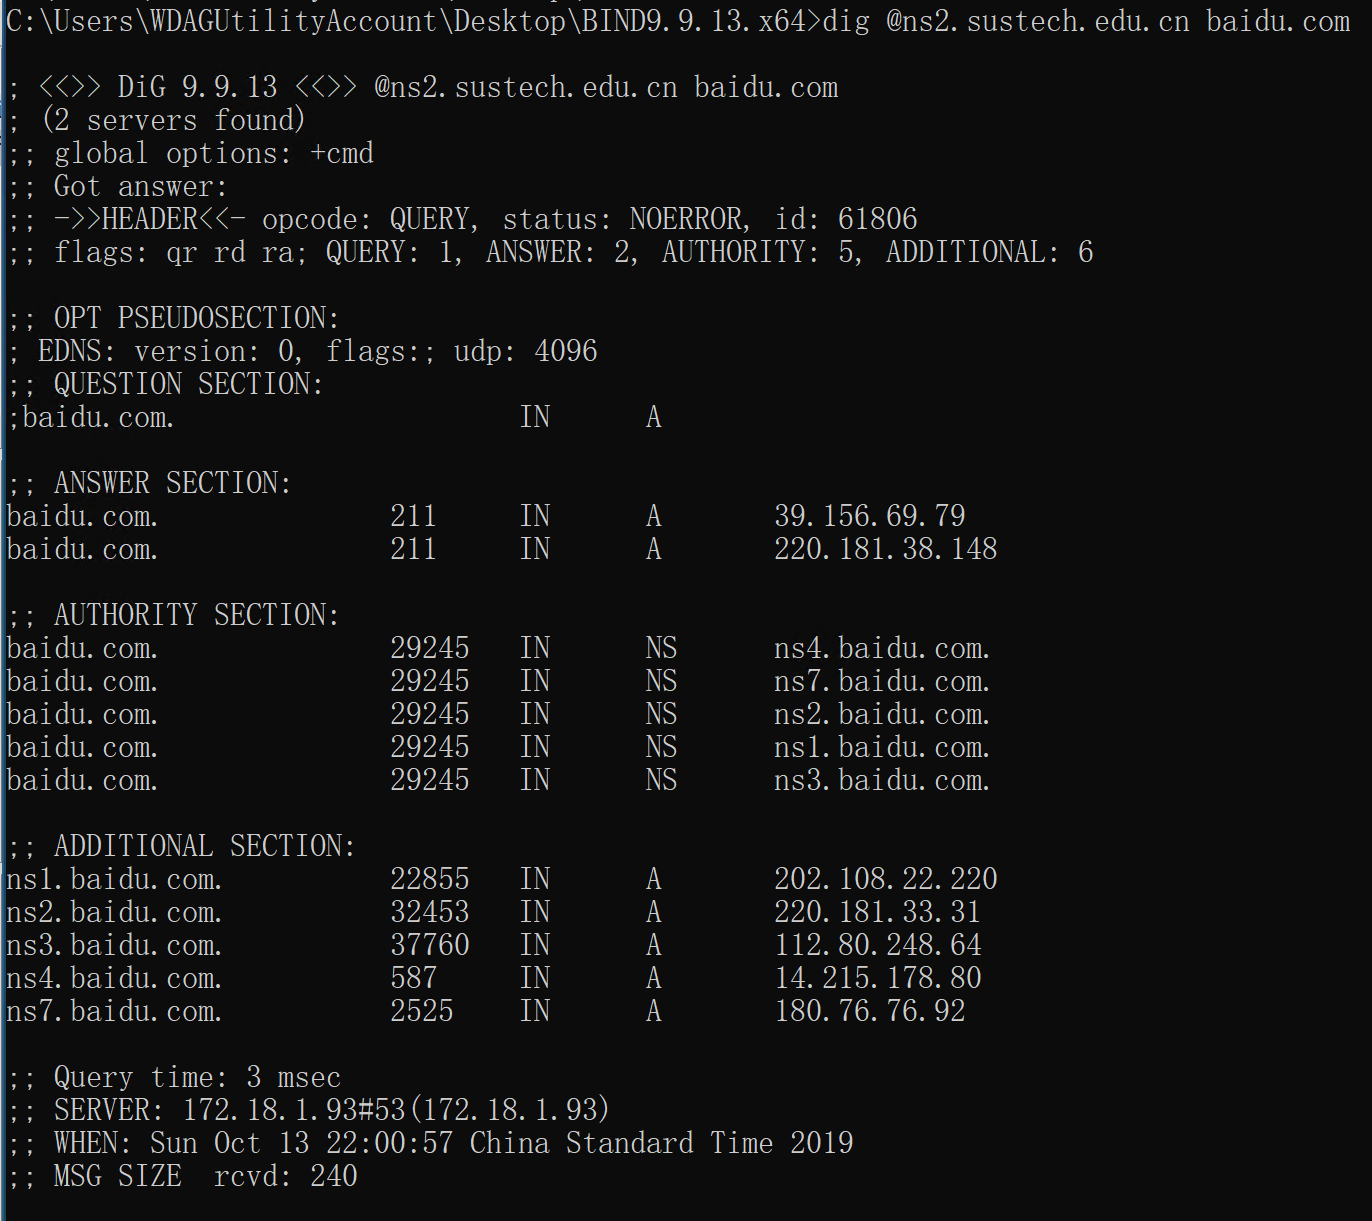 C:\Users\WDAGUtilityAccount\Desktop\BIND9.9.13.x64>dig @ns2.sustech.edu.cn baidu.com
; <<>> DiG 9.9.13 <<>> @ns2.sustech.edu.cn baidu.com
; (2 servers found)
;; global options: +cmd
;; Got answer:
;; ->>HEADER<<- opcode: QUERY, status: NOERROR, id: 61806
;; flags: qr rd ra; QUERY: 1, ANSWER: 2, AUTHORITY: 5, ADDITIONAL: 6
;; OPT PSEUDOSECTION:
; EDNS: version: 0, flags:; udp: 4096
;; QUESTION SECTION:
;baidu.com. IN A
;; ANSWER SECTION:
baidu.com. 211 IN A 39.156.69.79
baidu.com. 211 IN A 220.181.38.148
;; AUTHORITY SECTION:
baidu.com. 29245 IN NS ns4.baidu.com.
baidu.com. 29245 IN NS ns7.baidu.com.
baidu.com. 29245 IN NS ns2.baidu.com.
baidu.com. 29245 IN NS ns1.baidu.com.
baidu.com. 29245 IN NS ns3.baidu.com.
;; ADDITIONAL SECTION:
ns1.baidu.com. 22855 IN A 202.108.22.220
ns2.baidu.com. 32453 IN A 220.181.33.31
ns3.baidu.com. 37760 IN A 112.80.248.64
ns4.baidu.com. 587 IN A 14.215.178.80
ns7.baidu.com. 2525 IN A 180.76.76.92
;; Query time: 3 msec
;; SERVER: 172.18.1.93#53(172.18.1.93)
;; WHEN: Sun Oct 13 22:00:57 China Standard Time 2019
;; MSG SIZE  rcvd: 240